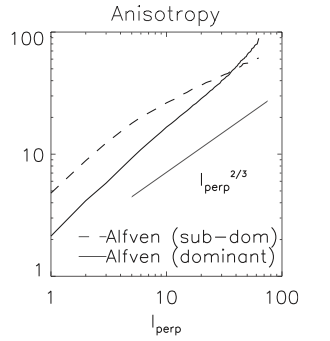 Anisotropy
100
10
1
l_perp^2/3
Alfven (sub-dom)
Alfven (dominant)
1 10 100
l_perp